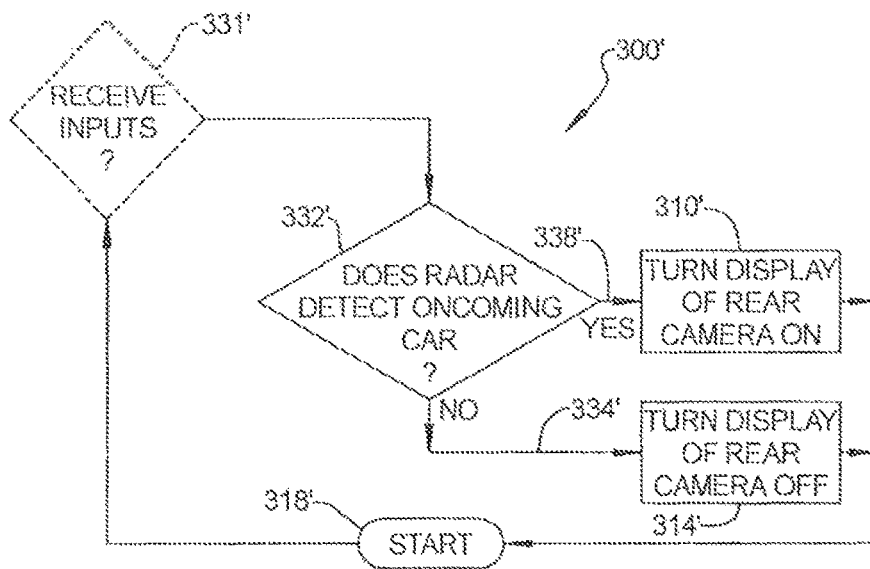 331'
RECEIVE
INPUTS
?
300'
332'
DOES RADAR
DETECT ONCOMING
CAR
?
338'
YES
310'
TURN DISPLAY
OF REAR
CAMERA ON
NO
334'
TURN DISPLAY
OF REAR
CAMERA OFF
314'
318'
START